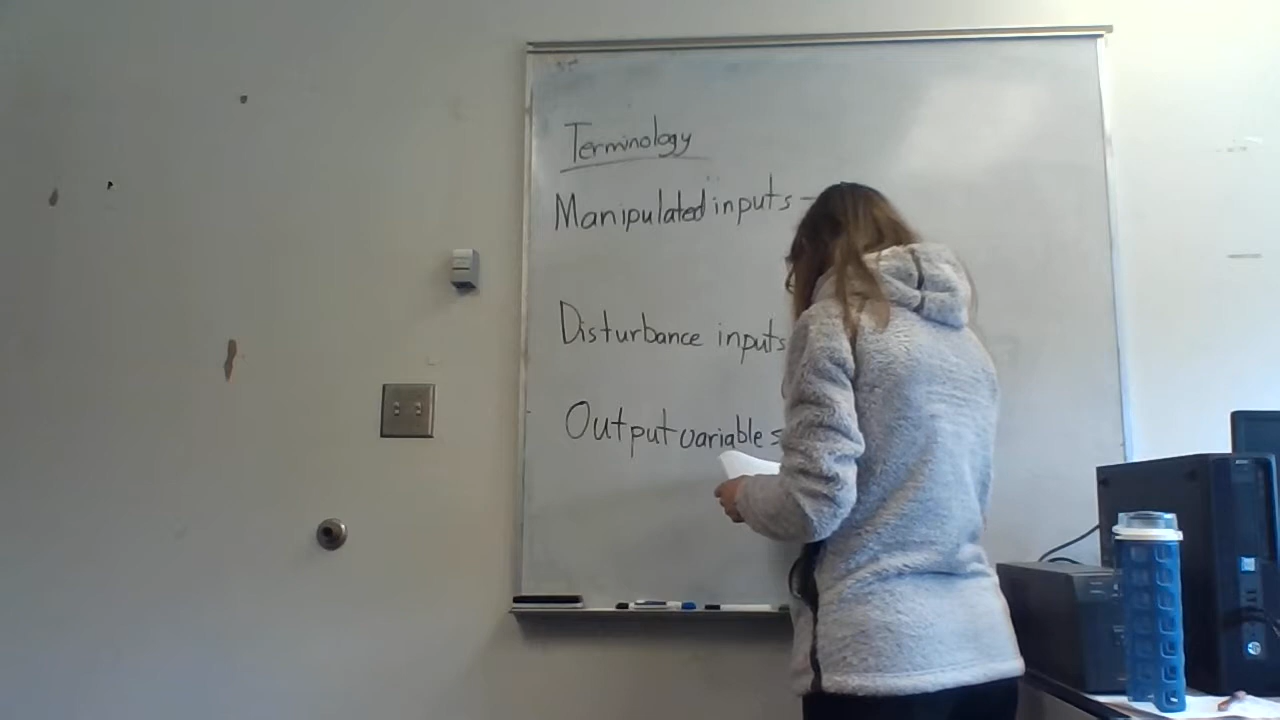 Terminology
Manipulated inputs -
Disturbance inputs
Output variables